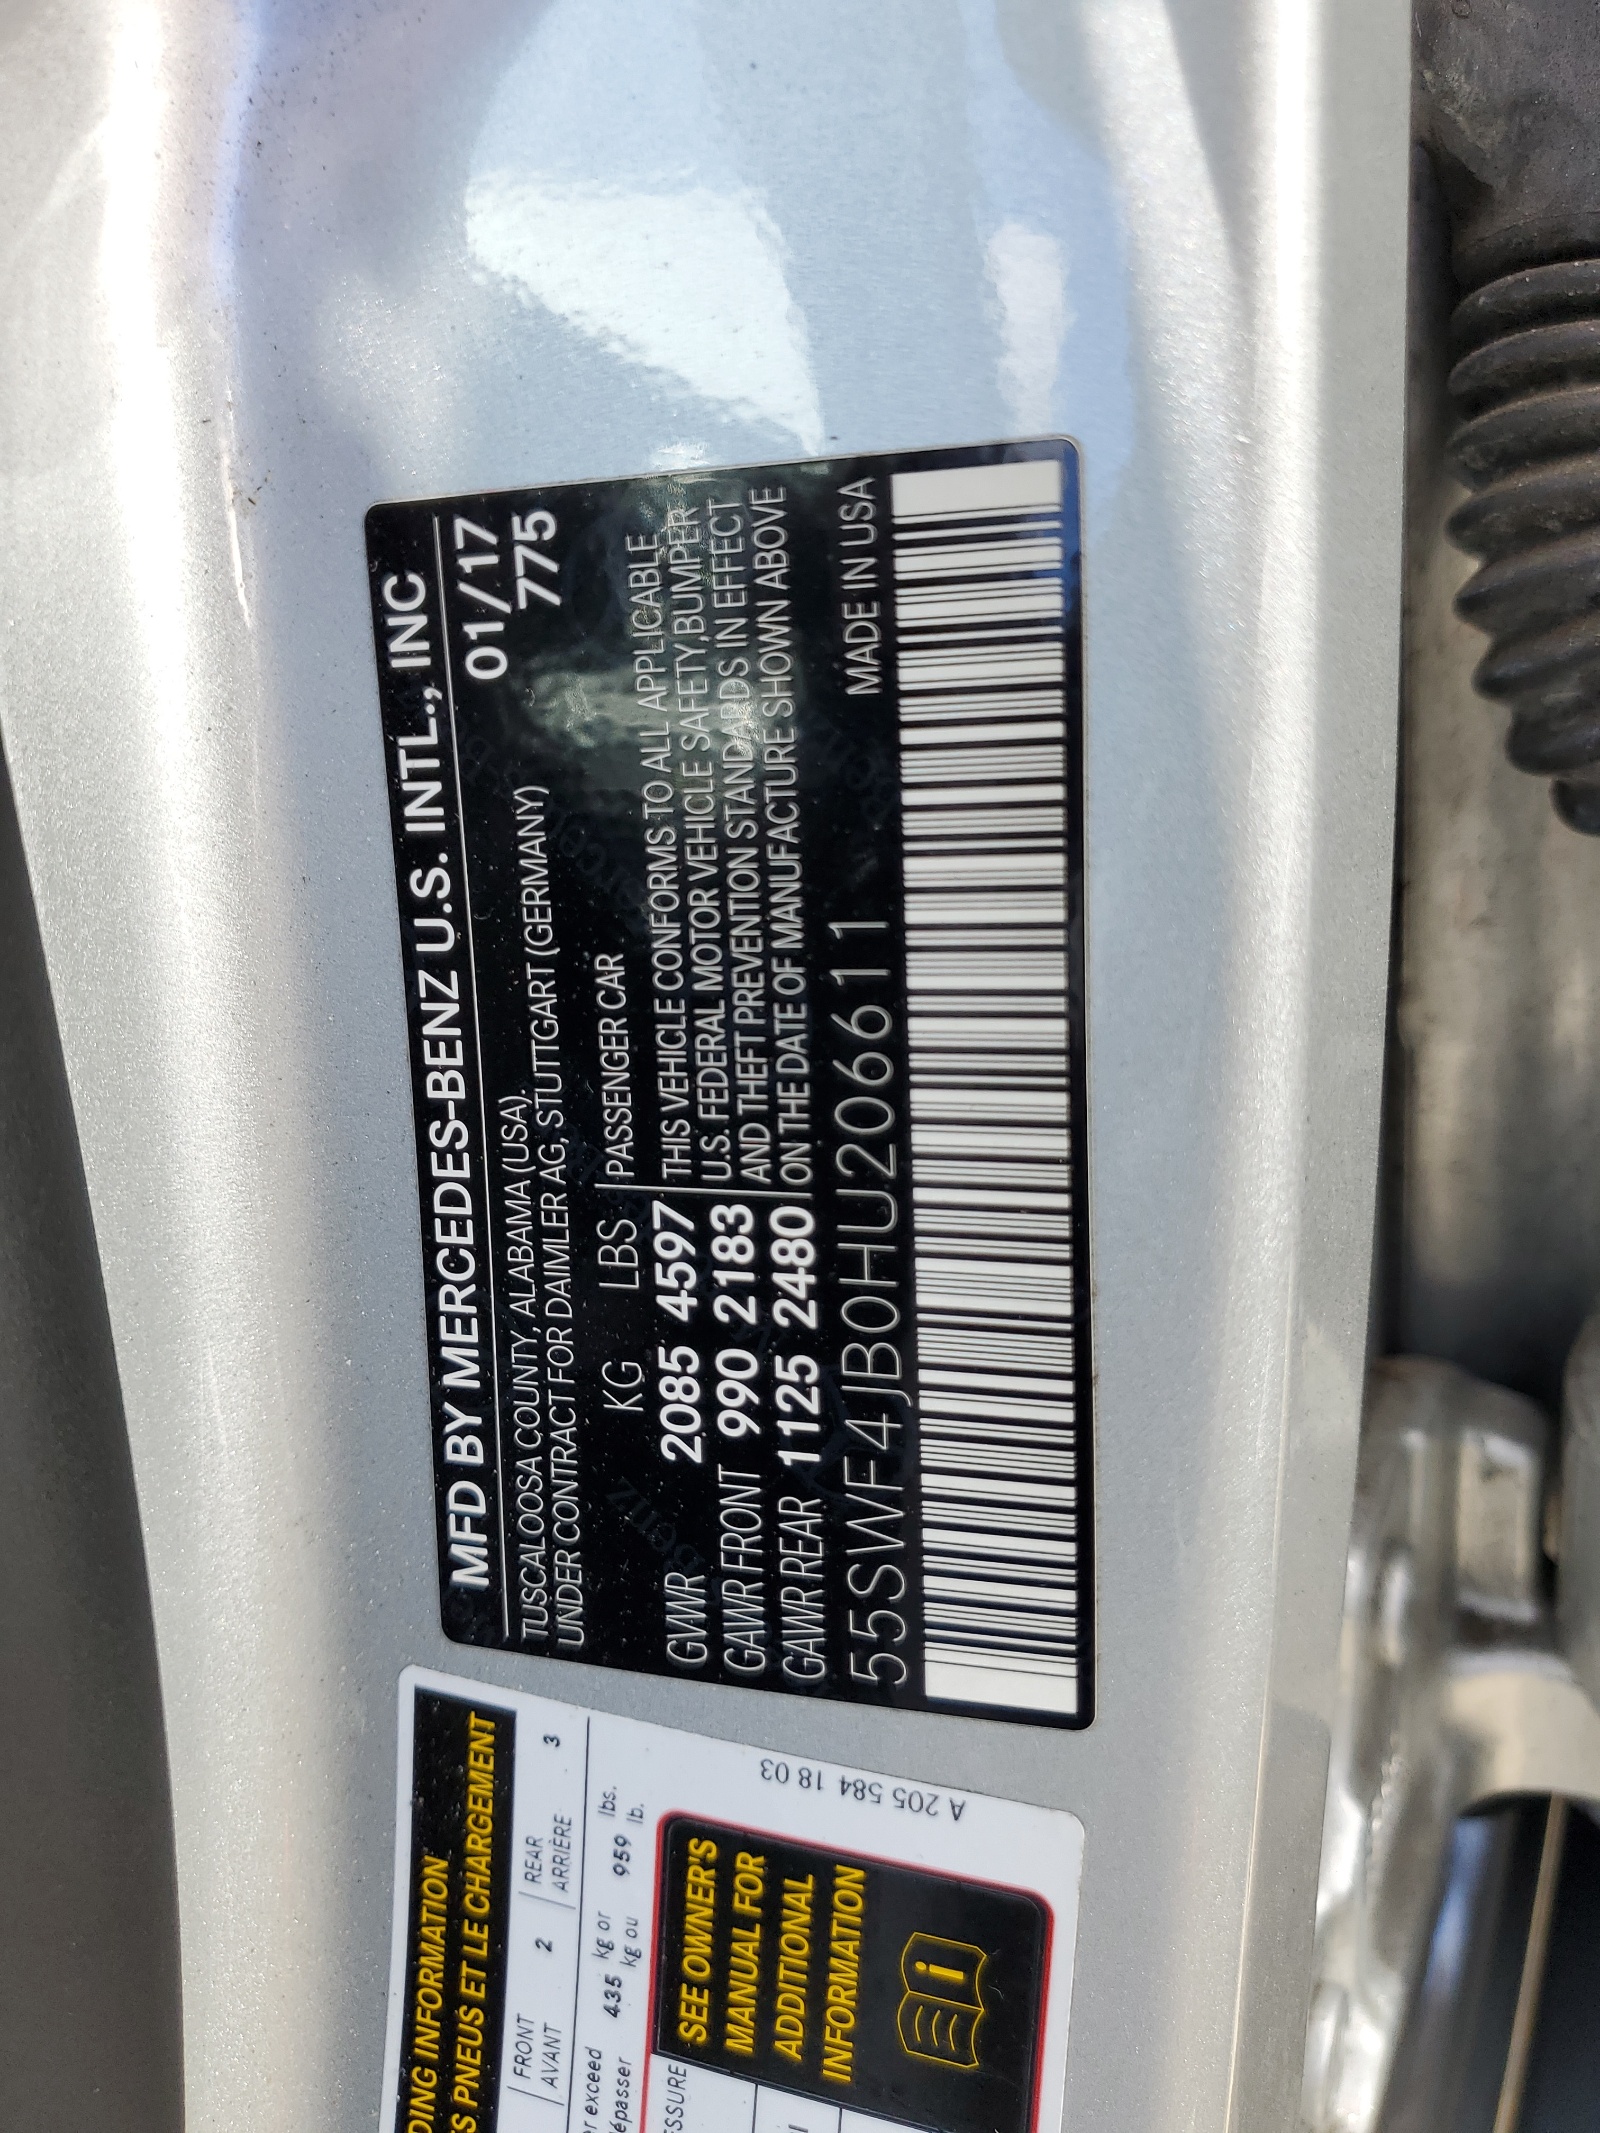 MFD BY MERCEDES-BENZ U.S. INTL., INC
TUSCALOOSA COUNTY, ALABAMA (USA), 01/17
UNDER CONTRACT FOR DAIMLER AG, STUTTGART (GERMANY) 775
KG LBS PASSENGER CAR
GVWR 2085 4597 THIS VEHICLE CONFORMS TO ALL APPLICABLE
GAWR FRONT 990 2183 U.S. FEDERAL MOTOR VEHICLE SAFETY, BUMPER
AND THEFT PREVENTION STANDARDS IN EFFECT
GAWR REAR 1125 2480 ON THE DATE OF MANUFACTURE SHOWN ABOVE
55SWF4JB0HU206611 MADE IN USA
DING INFORMATION
S PNEUS ET LE CHARGEMENT
FRONT 2 REAR 3
AVANT ARRIÈRE
exceed 435 kg or 959 lbs.
épasser kg ou lb.
SSURE
SEE OWNER'S
MANUAL FOR
ADDITIONAL
INFORMATION
A 205 584 18 03